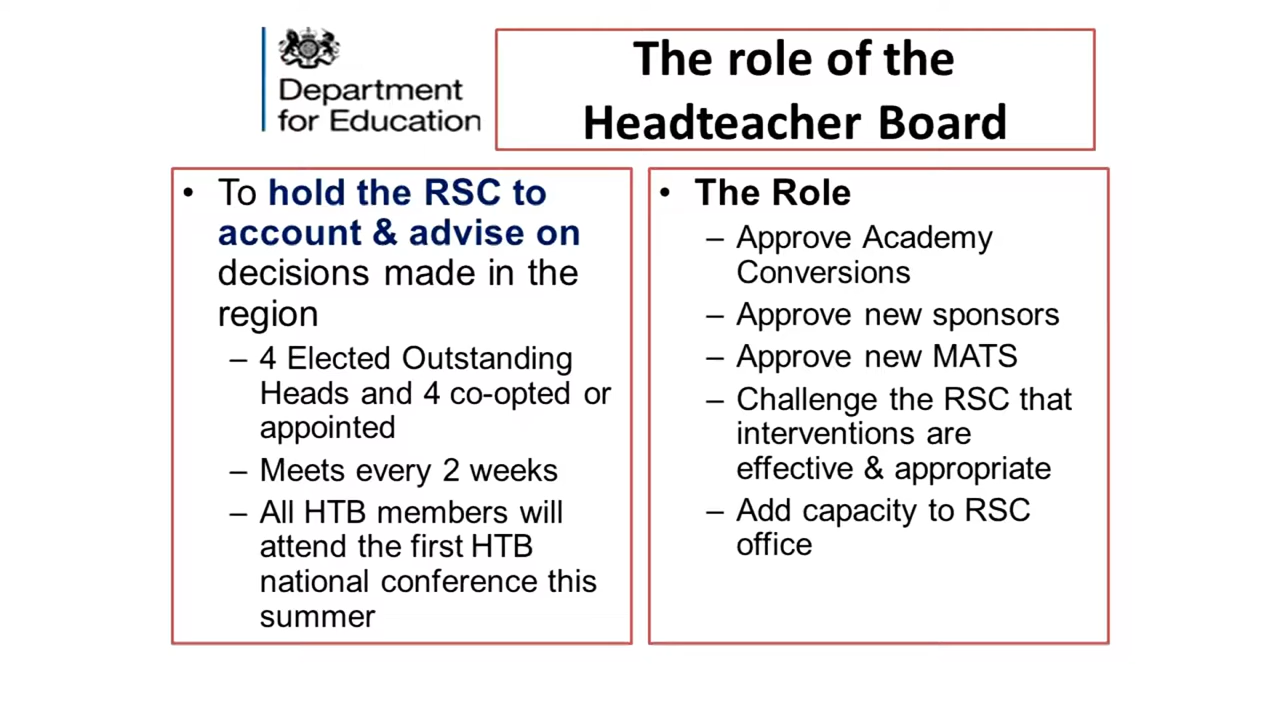 Department
for Education
The role of the
Headteacher Board
• To hold the RSC to
account & advise on
decisions made in the
region
– 4 Elected Outstanding
Heads and 4 co-opted or
appointed
– Meets every 2 weeks
– All HTB members will
attend the first HTB
national conference this
summer
• The Role
– Approve Academy
Conversions
– Approve new sponsors
– Approve new MATS
– Challenge the RSC that
interventions are
effective & appropriate
– Add capacity to RSC
office